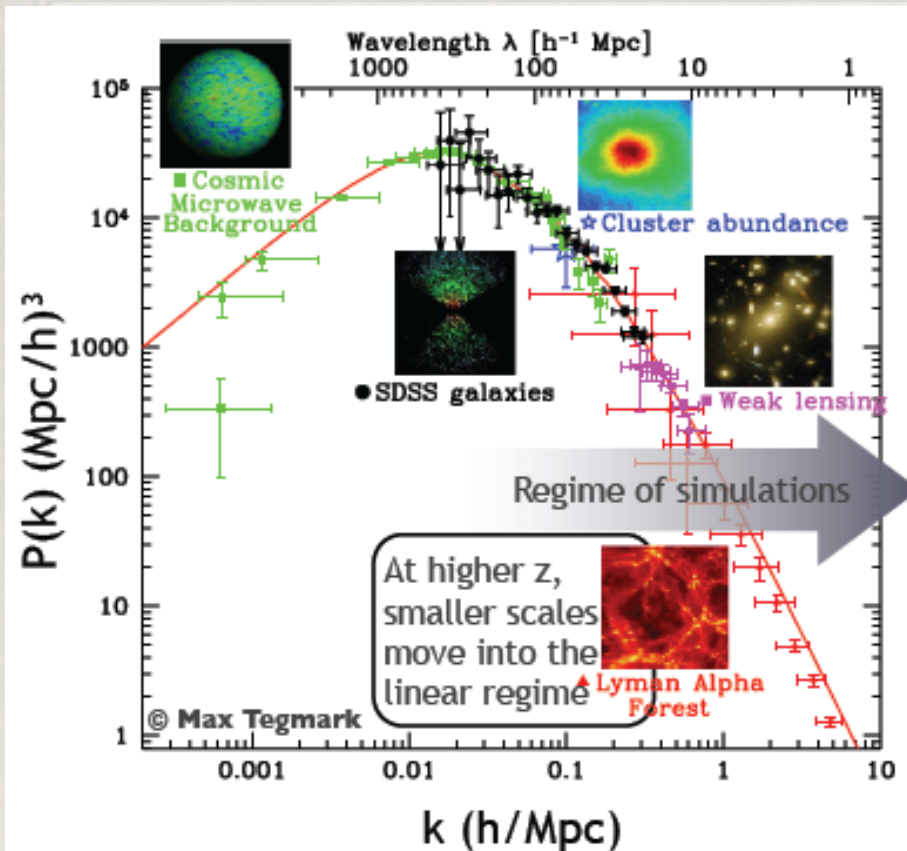 Wavelength λ [h⁻¹ Mpc]
1000 100 10 1
10⁵
10⁴
1000
100
10
1
P(k) (Mpc/h)³
Cosmic
Microwave
Background
Cluster abundance
SDSS galaxies
Weak lensing
Regime of simulations
At higher z,
smaller scales
move into the
linear regime
Lyman Alpha
Forest
© Max Tegmark
0.001 0.01 0.1 1 10
k (h/Mpc)